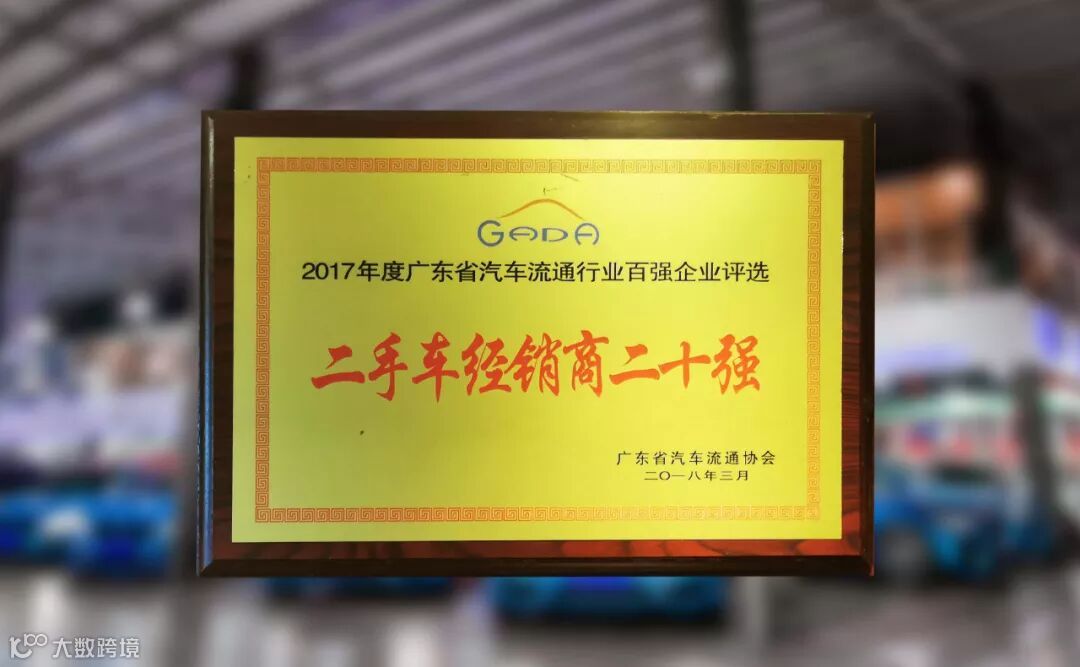 GADA
2017年度广东省汽车流通行业百强企业评选
二手车经销商二十强
广东省汽车流通协会
二〇一八年三月
大数跨境